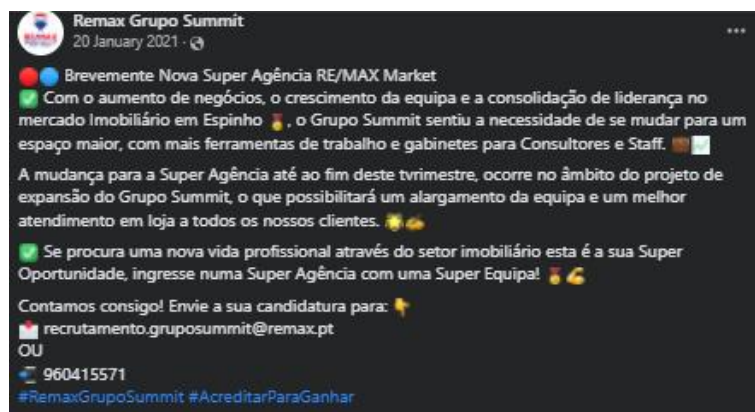 Remax Grupo Summit
20 January 2021 ·
🔴🔵 Brevemente Nova Super Agência RE/MAX Market
✅ Com o aumento de negócios, o crescimento da equipa e a consolidação de liderança no
mercado Imobiliário em Espinho 🎖️, o Grupo Summit sentiu a necessidade de se mudar para um
espaço maior, com mais ferramentas de trabalho e gabinetes para Consultores e Staff. 💼📈
A mudança para a Super Agência até ao fim deste tvrimestre, ocorre no âmbito do projeto de
expansão do Grupo Summit, o que possibilitará um alargamento da equipa e um melhor
atendimento em loja a todos os nossos clientes. 🌟✍️
✅ Se procura uma nova vida profissional através do setor imobiliário esta é a sua Super
Oportunidade, ingresse numa Super Agência com uma Super Equipa! 🎖️💪
Contamos consigo! Envie a sua candidatura para: 👇
📩 recrutamento.gruposummit@remax.pt
OU
📲 960415571
#RemaxGrupoSummit #AcreditarParaGanhar